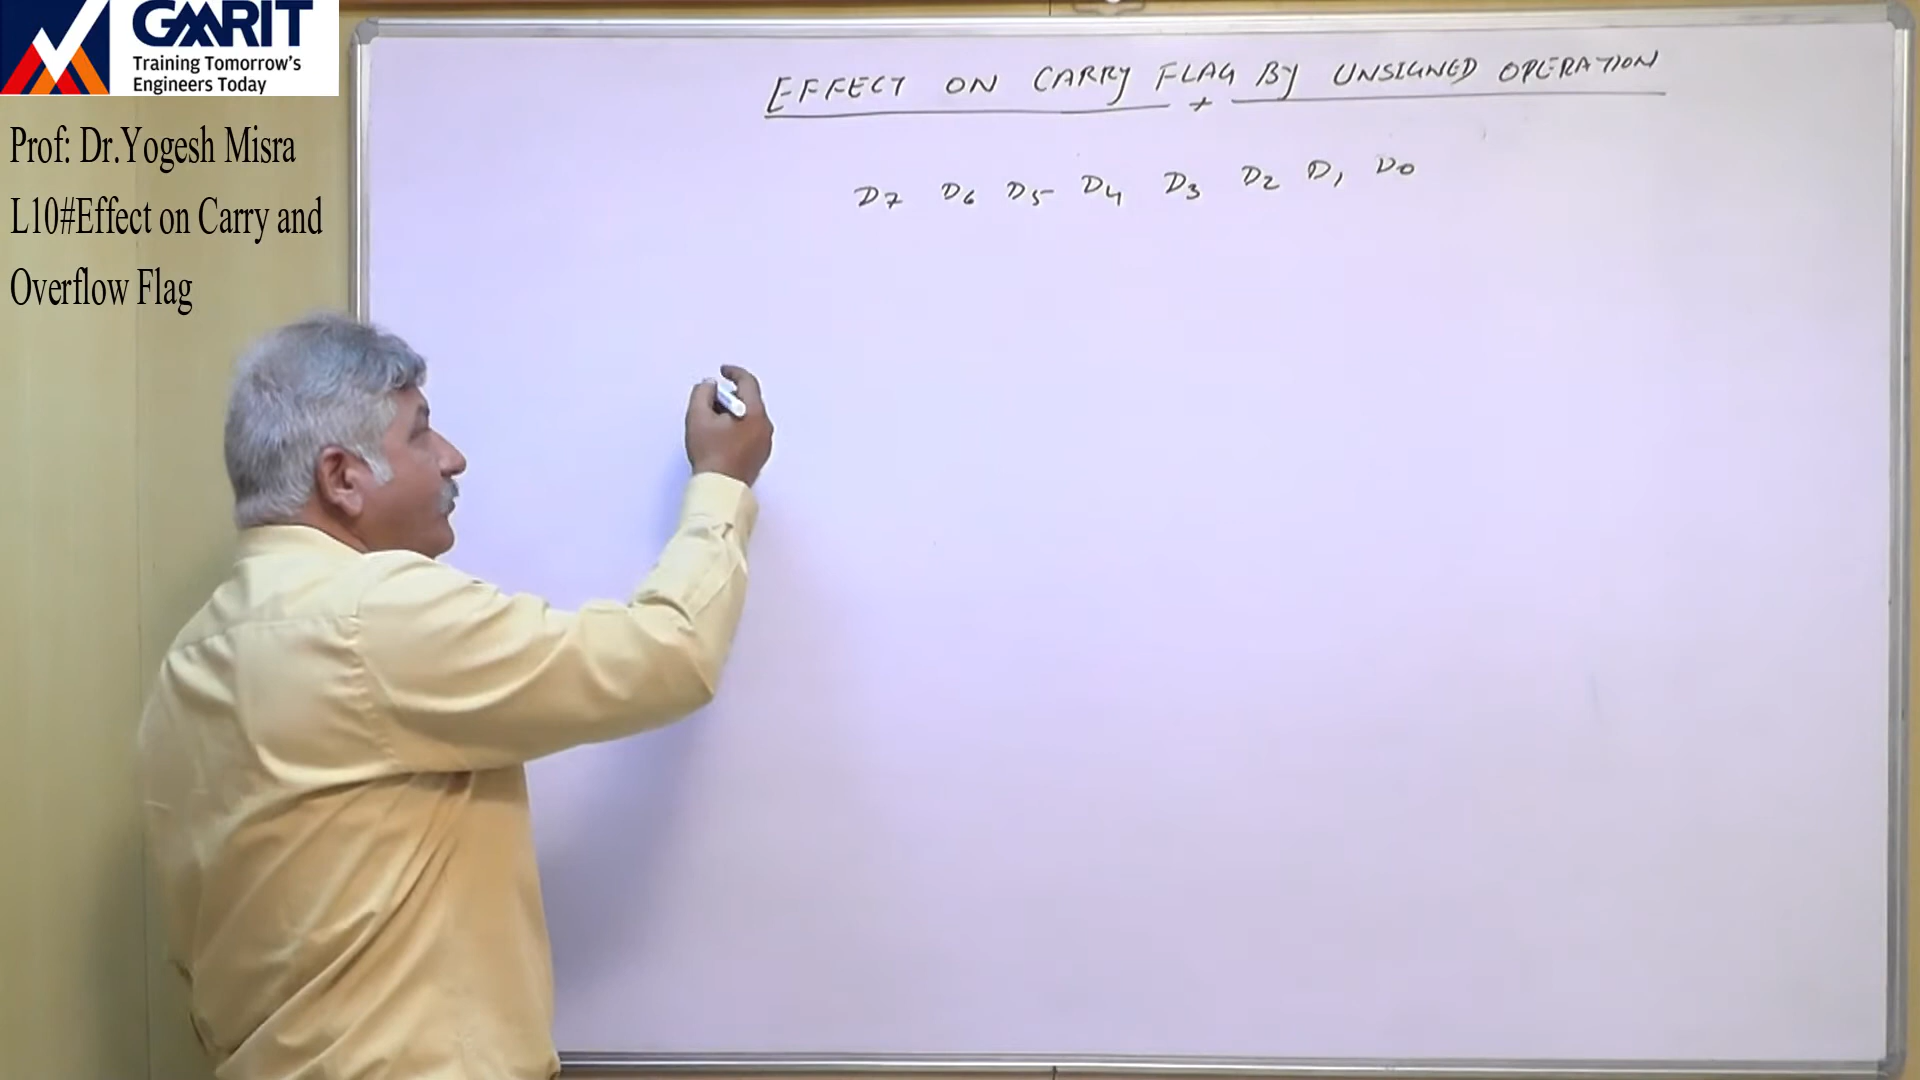 GMRIT
Training Tomorrow's
Engineers Today
Prof: Dr.Yogesh Misra
L10#Effect on Carry and
Overflow Flag
EFFECT ON CARRY FLAG BY UNSIGNED OPERATION
D7 D6 D5 D4 D3 D2 D1 D0